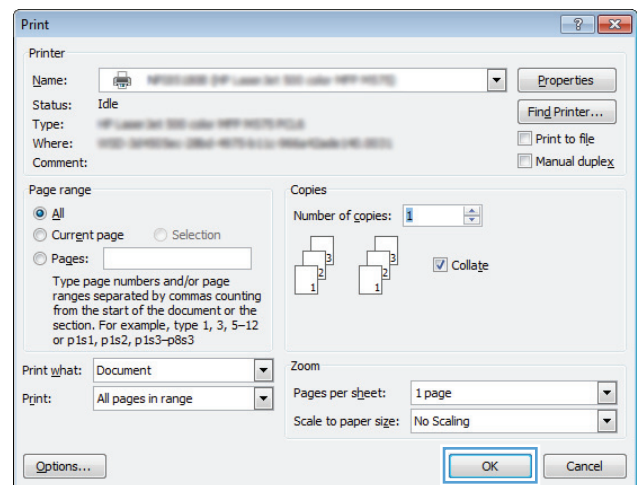 Print
Printer
Name:
Properties
Status: Idle
Find Printer...
Type:
Where:
Print to file
Comment:
Manual duplex
Page range
All
Current page Selection
Pages:
Type page numbers and/or page
ranges separated by commas counting
from the start of the document or the
section. For example, type 1, 3, 5–12
or p1s1, p1s2, p1s3–p8s3
Copies
Number of copies: 1
3 3
2 2
1 1
Collate
Print what: Document
Print: All pages in range
Zoom
Pages per sheet: 1 page
Scale to paper size: No Scaling
Options...
OK Cancel